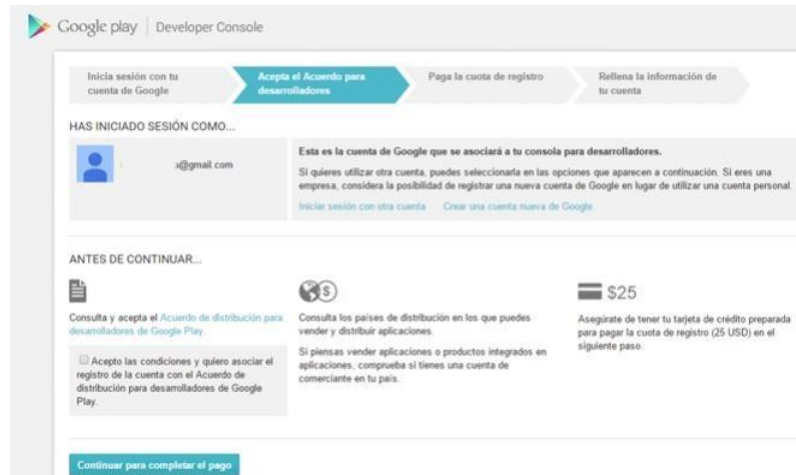 Google play | Developer Console
Inicia sesión con tu
cuenta de Google
Acepta el Acuerdo para
desarrolladores
Paga la cuota de registro
Rellena la información de
tu cuenta
HAS INICIADO SESIÓN COMO...
@gmail.com
Esta es la cuenta de Google que se asociará a tu consola para desarrolladores.
Si quieres utilizar otra cuenta, puedes seleccionarla en las opciones que aparecen a continuación. Si eres una
empresa, considera la posibilidad de registrar una nueva cuenta de Google en lugar de utilizar una cuenta personal.
Iniciar sesión con otra cuenta Crear una cuenta nueva de Google
ANTES DE CONTINUAR...
Consulta y acepta el Acuerdo de distribución para
desarrolladores de Google Play.
Acepto las condiciones y quiero asociar el
registro de la cuenta con el Acuerdo de
distribución para desarrolladores de Google
Play.
$
Consulta los países de distribución en los que puedes
vender y distribuir aplicaciones.
Si piensas vender aplicaciones o productos integrados en
aplicaciones, comprueba si tienes una cuenta de
comerciante en tu país.
$25
Asegúrate de tener tu tarjeta de crédito preparada
para pagar la cuota de registro (25 USD) en el
siguiente paso.
Continuar para completar el pago